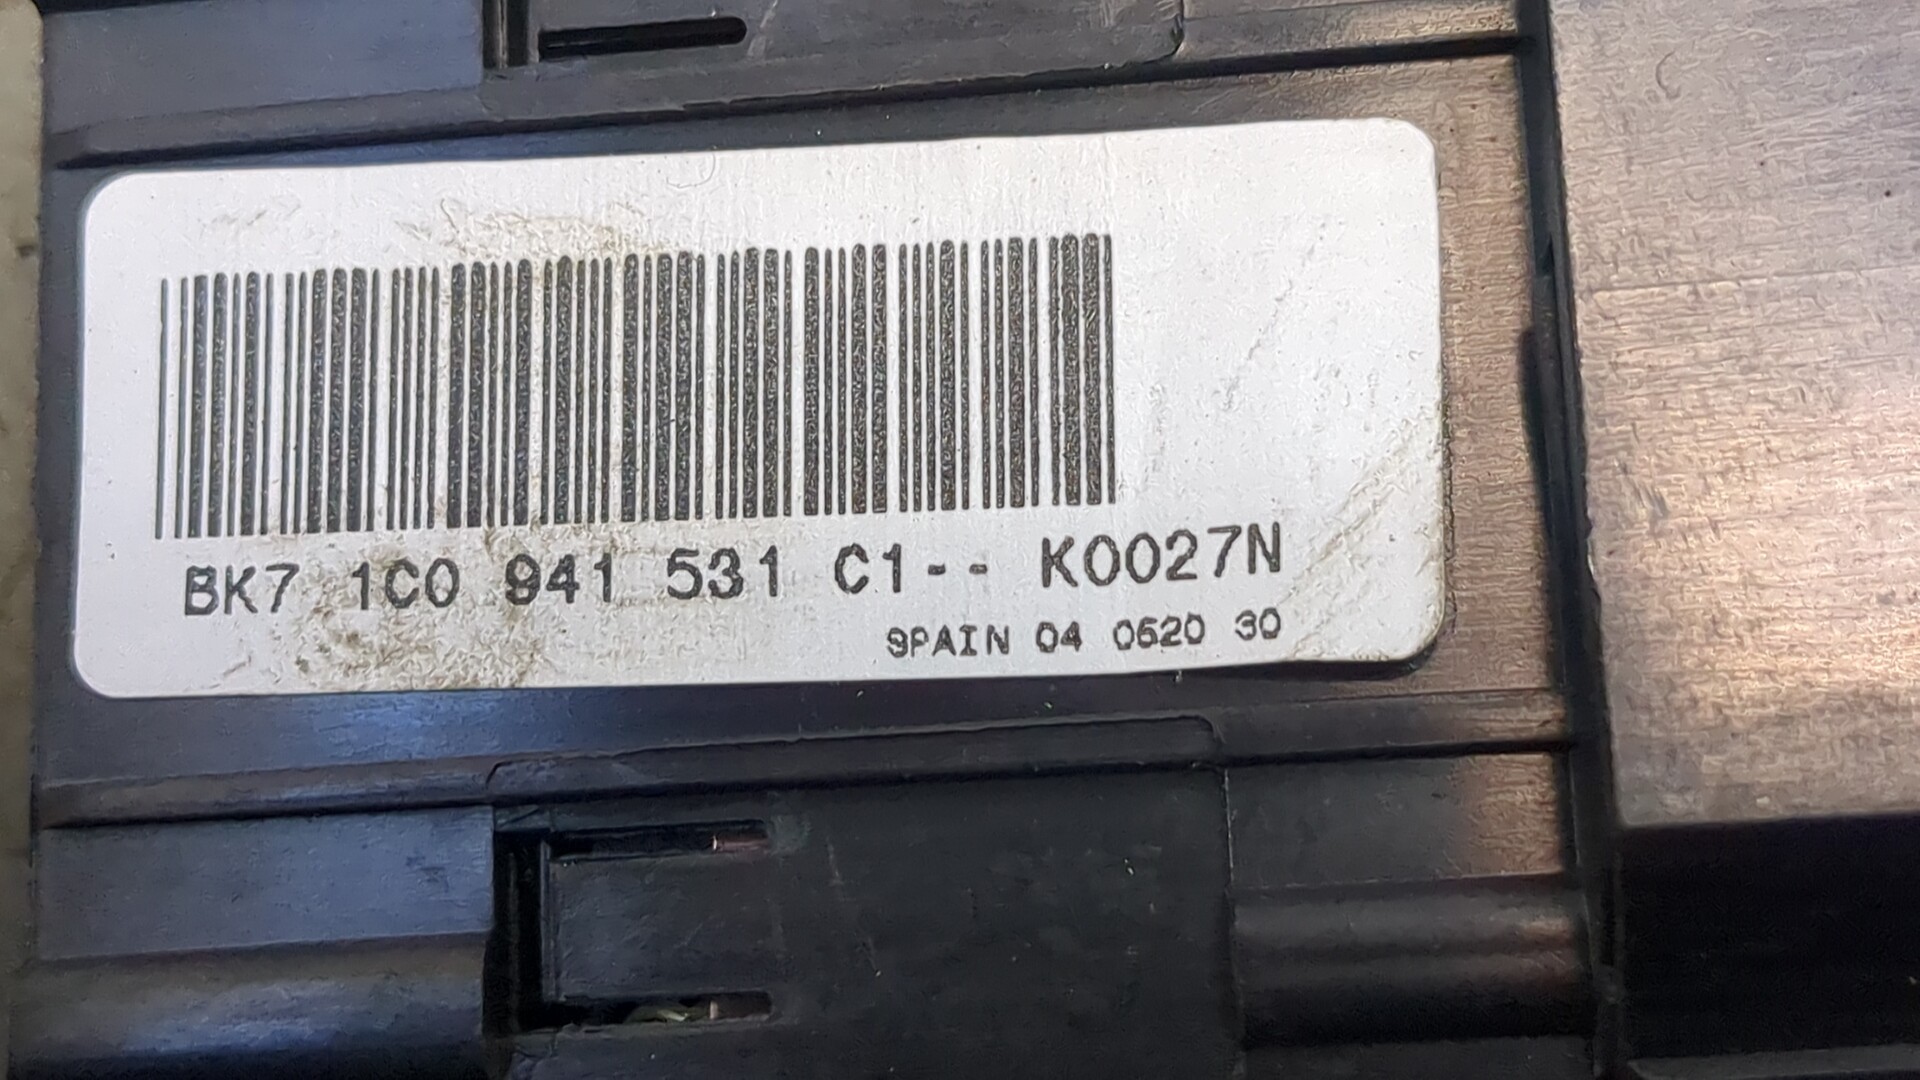 BK7 1C0 941 531 C1-- K0027N
SPAIN 04 0620 30